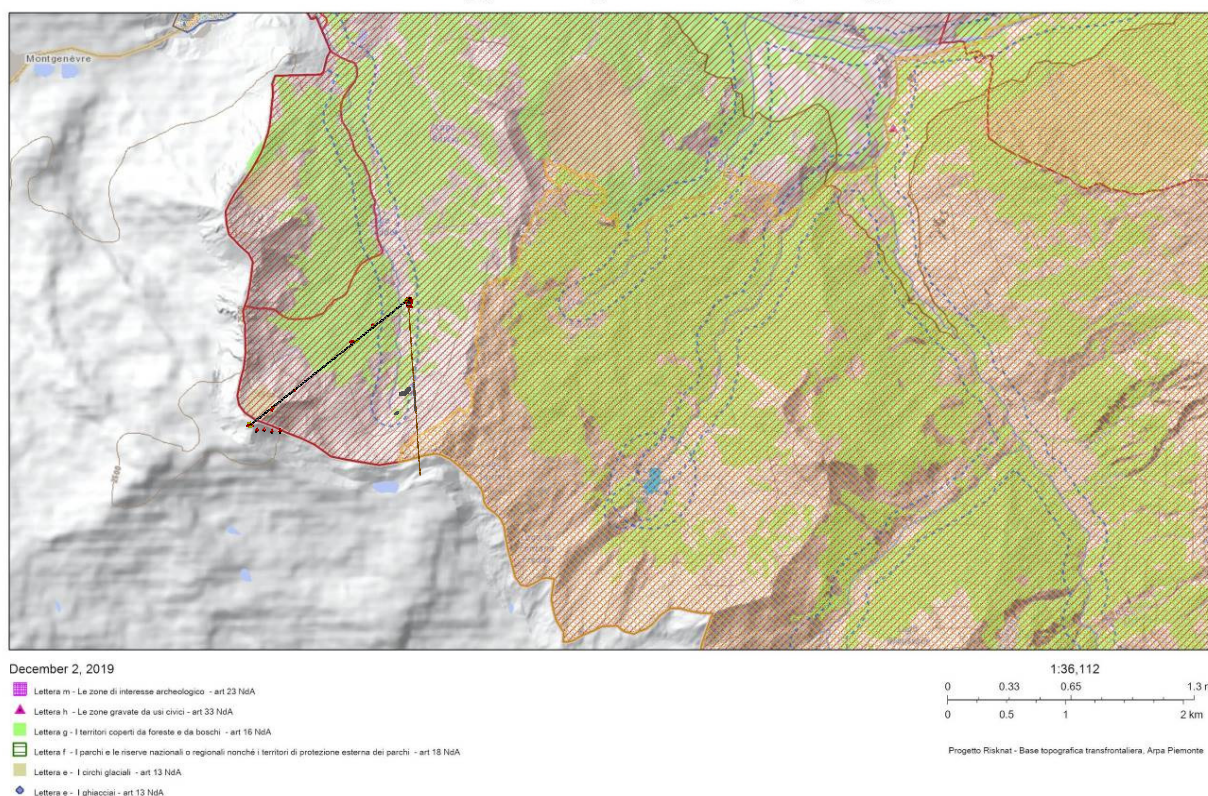 Montgenèvre
2500
December 2, 2019
Lettera m - Le zone di interesse archeologico - art 23 NdA
Lettera h - Le zone gravate da usi civici - art 33 NdA
Lettera g - I territori coperti da foreste e da boschi - art 16 NdA
Lettera f - I parchi e le riserve nazionali o regionali nonché i territori di protezione esterna dei parchi - art 18 NdA
Lettera e - I circhi glaciali - art 13 NdA
Lettera e - I ghiacciai - art 13 NdA
1:36,112
0 0.33 0.65 1.3
0 0.5 1 2 km
Progetto Risknat - Base topografica transfrontaliera, Arpa Piemonte